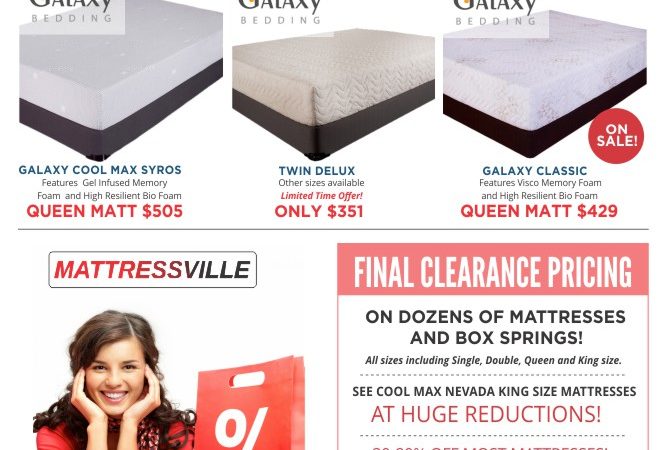 GALAXY
BEDDING
GALAXY
BEDDING
GALAXY
BEDDING
ON
SALE!
GALAXY COOL MAX SYROS
Features Gel Infused Memory
Foam and High Resilient Bio Foam
QUEEN MATT $505
TWIN DELUX
Other sizes available
Limited Time Offer!
ONLY $351
GALAXY CLASSIC
Features Visco Memory Foam
and High Resilient Bio Foam
QUEEN MATT $429
MATTRESSVILLE
%
FINAL CLEARANCE PRICING
ON DOZENS OF MATTRESSES
AND BOX SPRINGS!
All sizes including Single, Double, Queen and King size.
SEE COOL MAX NEVADA KING SIZE MATTRESSES
AT HUGE REDUCTIONS!
OFF MOST MATTRESSES!